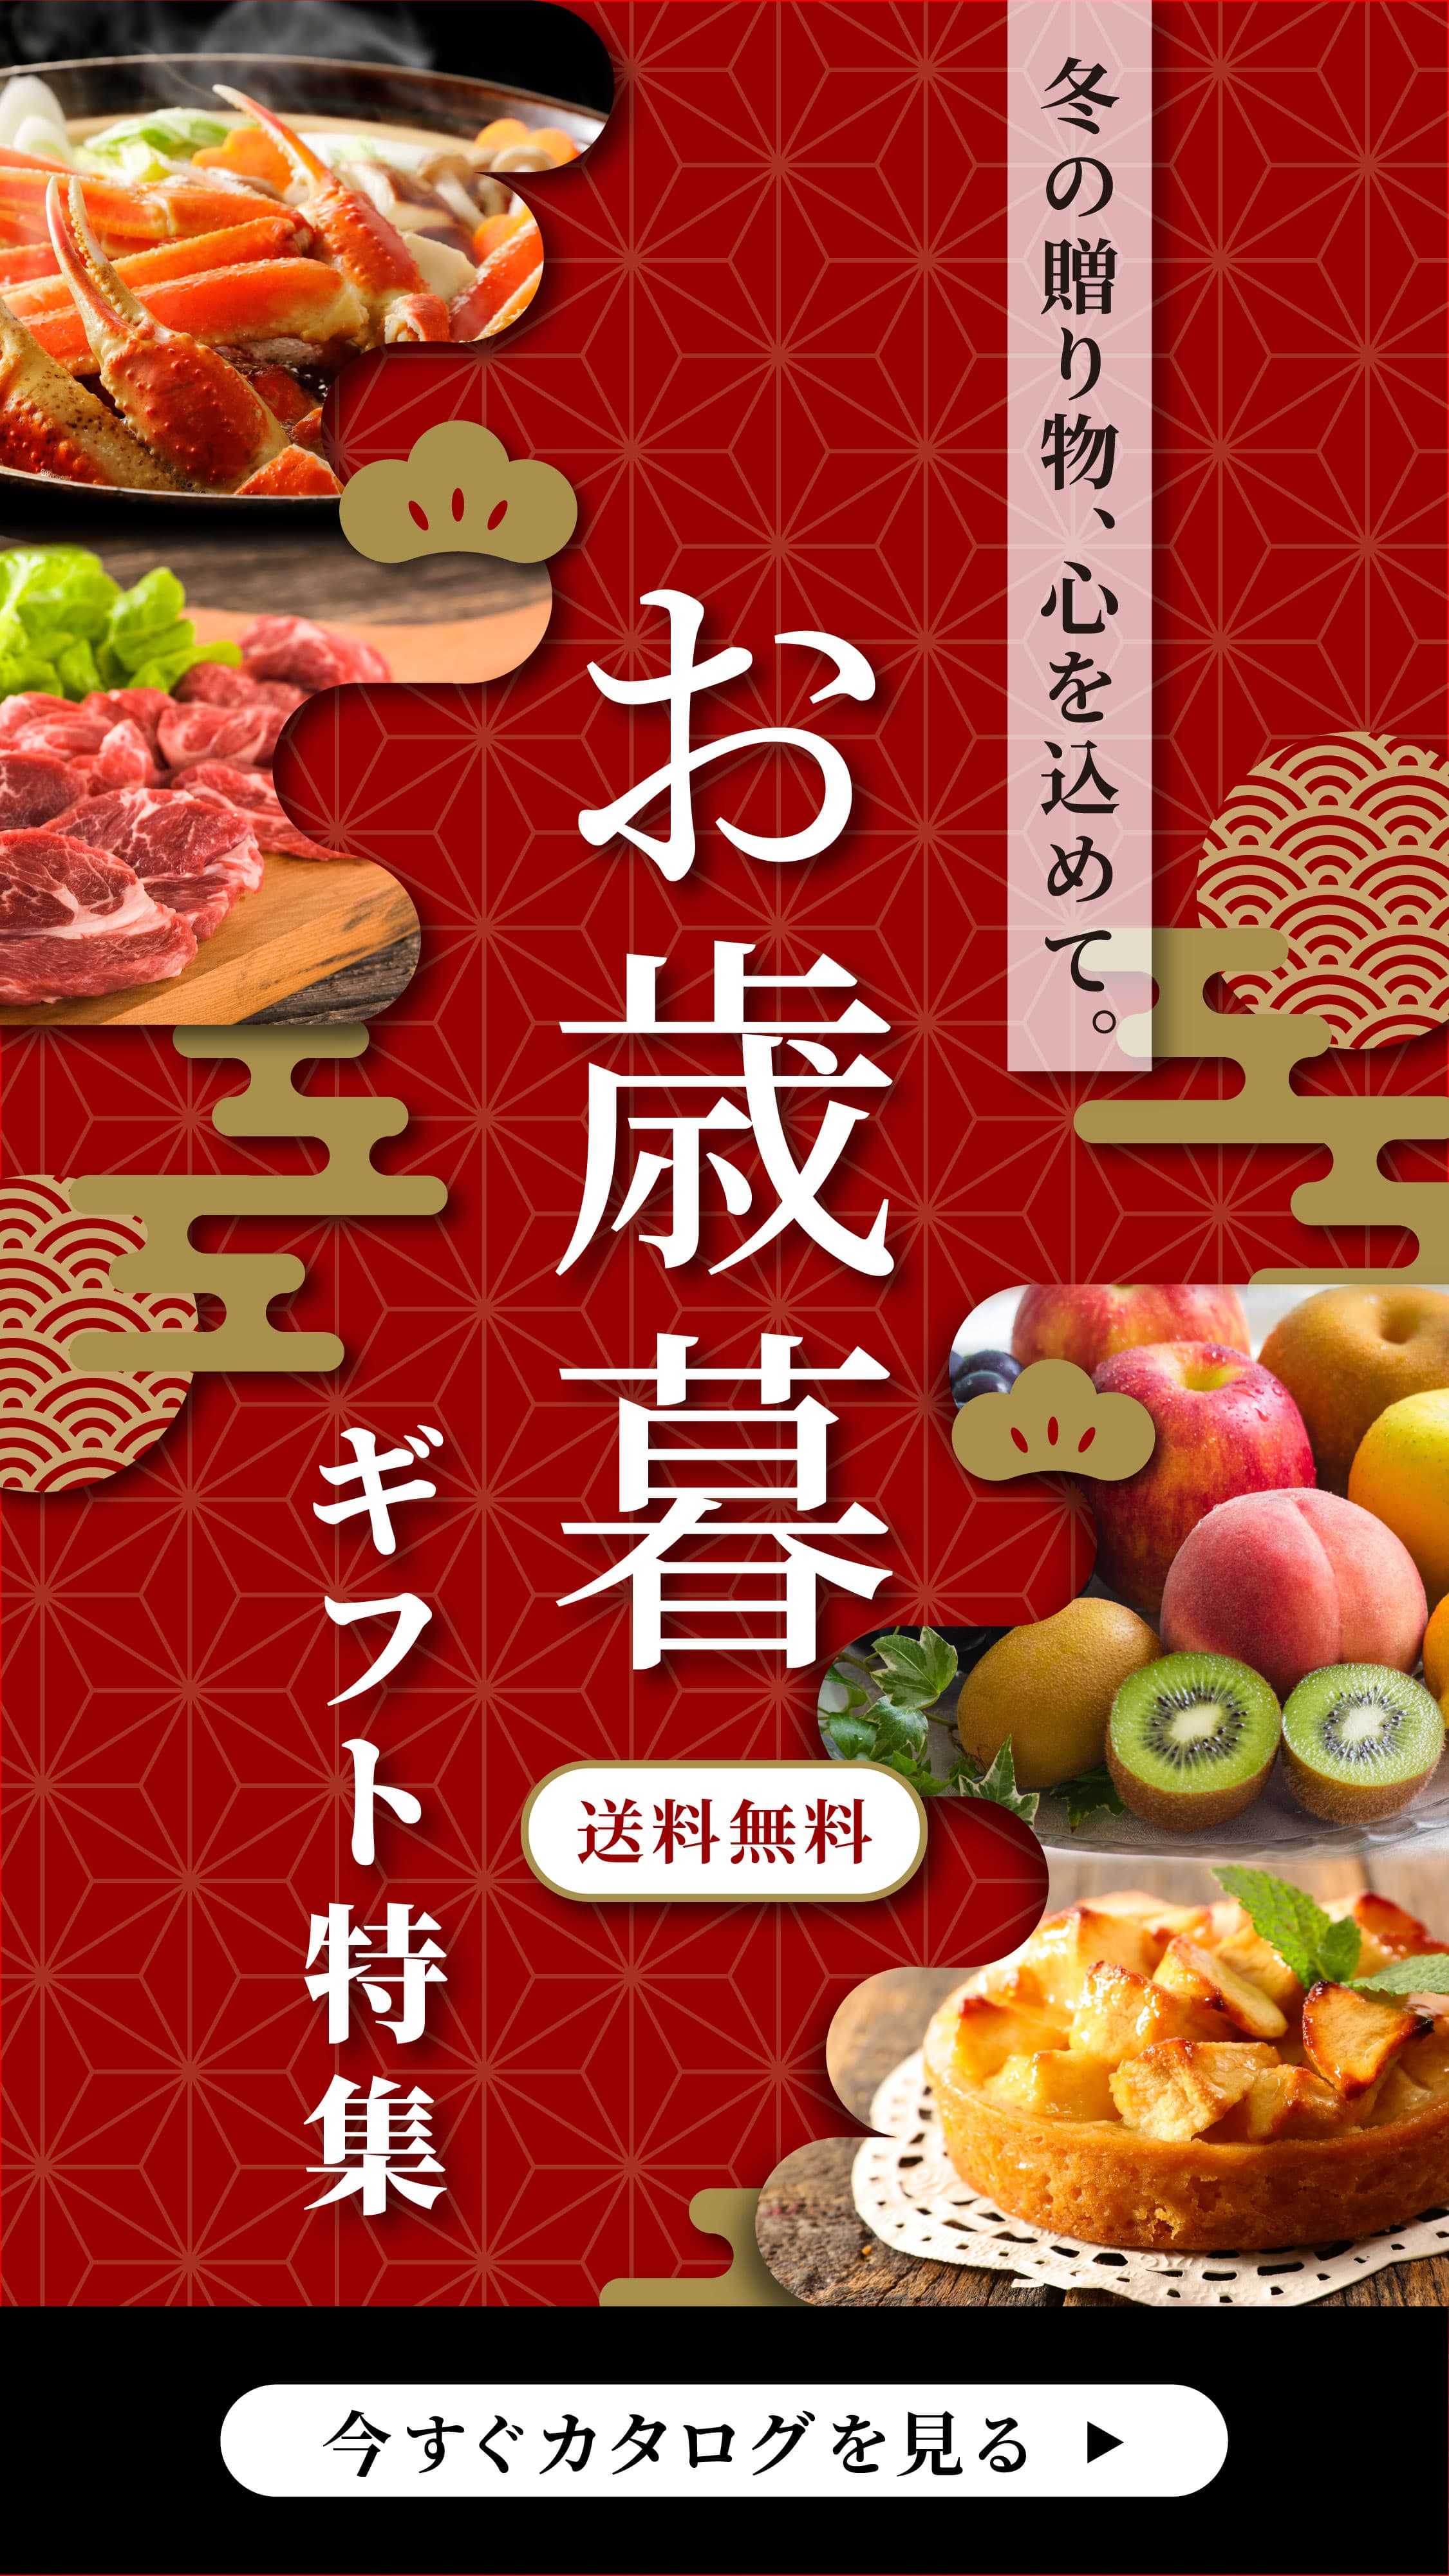 冬の贈り物、心を込めて。
お歳暮
ギフト特集
送料無料
今すぐカタログを見る ▶